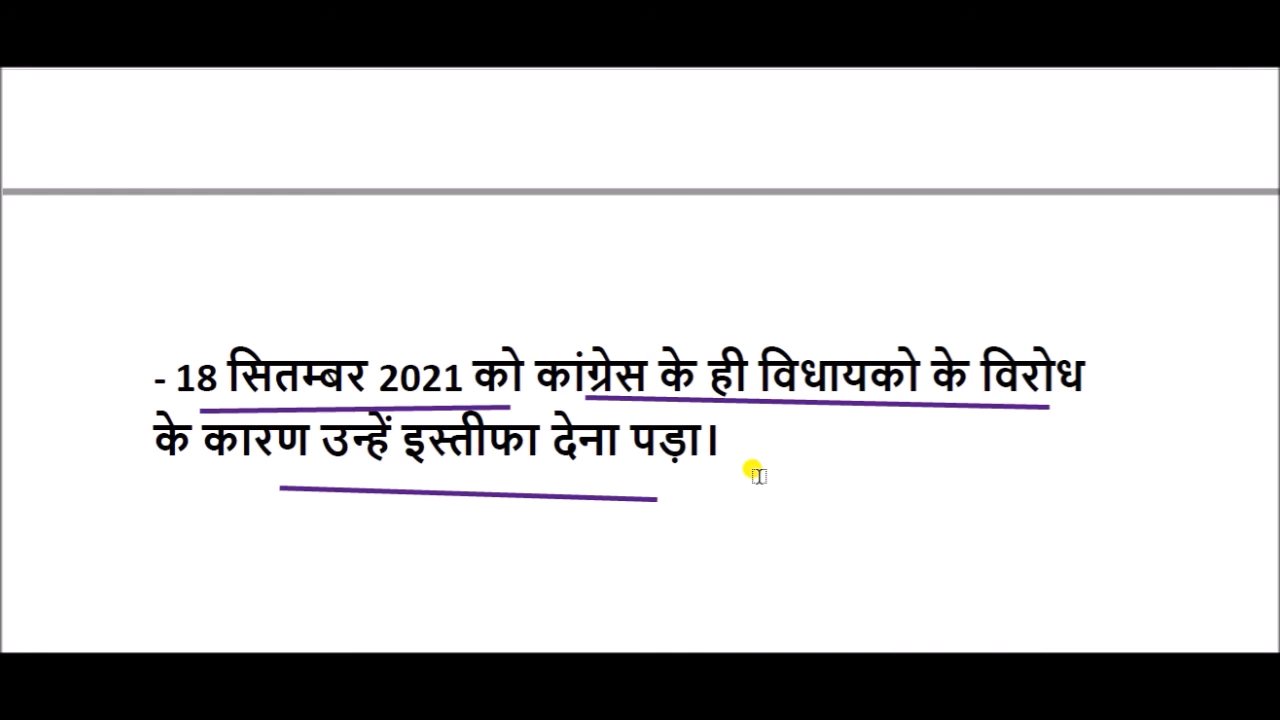 - 18 सितम्बर 2021 को कांग्रेस के ही विधायको के विरोध
के कारण उन्हें इस्तीफा देना पड़ा।